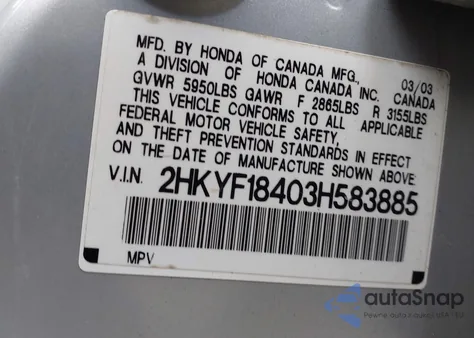 MFD. BY HONDA OF CANADA MFG., 03/03
A DIVISION OF HONDA CANADA INC. CANADA
GVWR 5950LBS GAWR F 2865LBS R 3155LBS
THIS VEHICLE CONFORMS TO ALL APPLICABLE
FEDERAL MOTOR VEHICLE SAFETY,
AND THEFT PREVENTION STANDARDS IN EFFECT
ON THE DATE OF MANUFACTURE SHOWN ABOVE
V.I.N. 2HKYF18403H583885
MPV
autaSnap